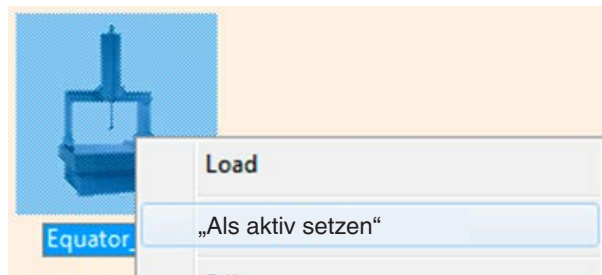 Load
„Als aktiv setzen“
Equator_